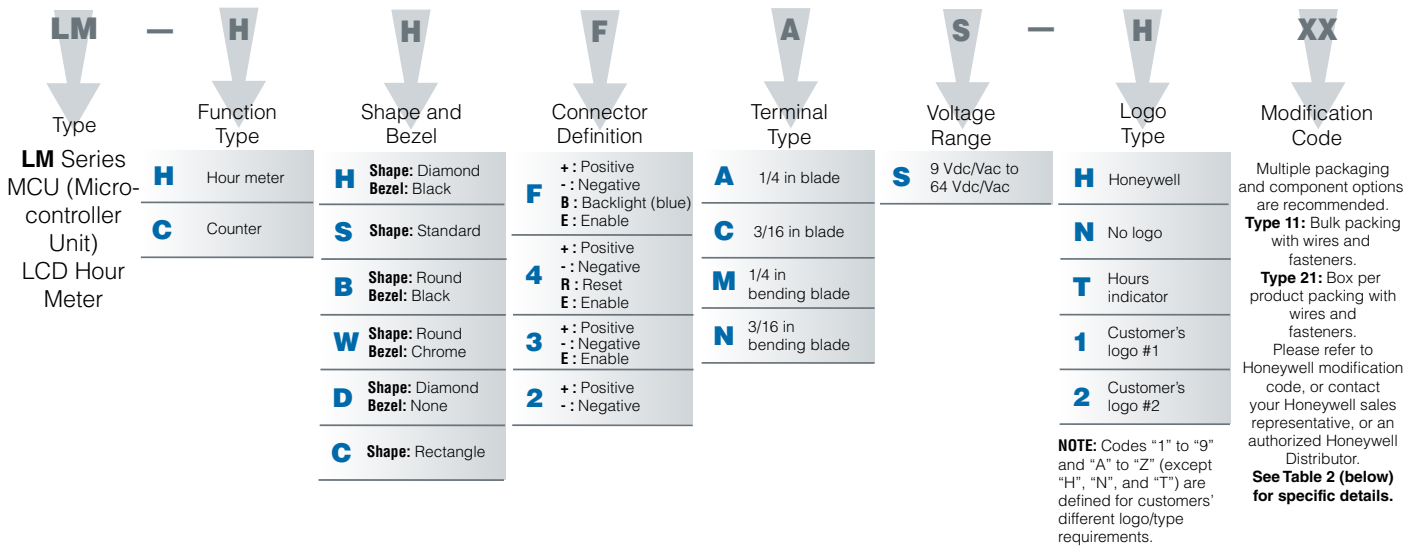 LM – H H F A S – H XX
Type
LM Series
MCU (Micro-
controller
Unit)
LCD Hour
Meter
Function
Type
H Hour meter
C Counter
Shape and
Bezel
H Shape: Diamond
Bezel: Black
S Shape: Standard
B Shape: Round
Bezel: Black
W Shape: Round
Bezel: Chrome
D Shape: Diamond
Bezel: None
C Shape: Rectangle
Connector
Definition
F + : Positive
- : Negative
B : Backlight (blue)
E : Enable
4 + : Positive
- : Negative
R : Reset
E : Enable
3 + : Positive
- : Negative
E : Enable
2 + : Positive
- : Negative
Terminal
Type
A 1/4 in blade
C 3/16 in blade
M 1/4 in
bending blade
N 3/16 in
bending blade
Voltage
Range
S 9 Vdc/Vac to
64 Vdc/Vac
Logo
Type
H Honeywell
N No logo
T Hours
indicator
1 Customer's
logo #1
2 Customer's
logo #2
NOTE: Codes “1” to “9”
and “A” to “Z” (except
“H”, “N”, and “T”) are
defined for customers’
different logo/type
requirements.
Modification
Code
Multiple packaging
and component options
are recommended.
Type 11: Bulk packing
with wires and
fasteners.
Type 21: Box per
product packing with
wires and
fasteners.
Please refer to
Honeywell modification
code, or contact
your Honeywell sales
representative, or an
authorized Honeywell
Distributor.
See Table 2 (below)
for specific details.